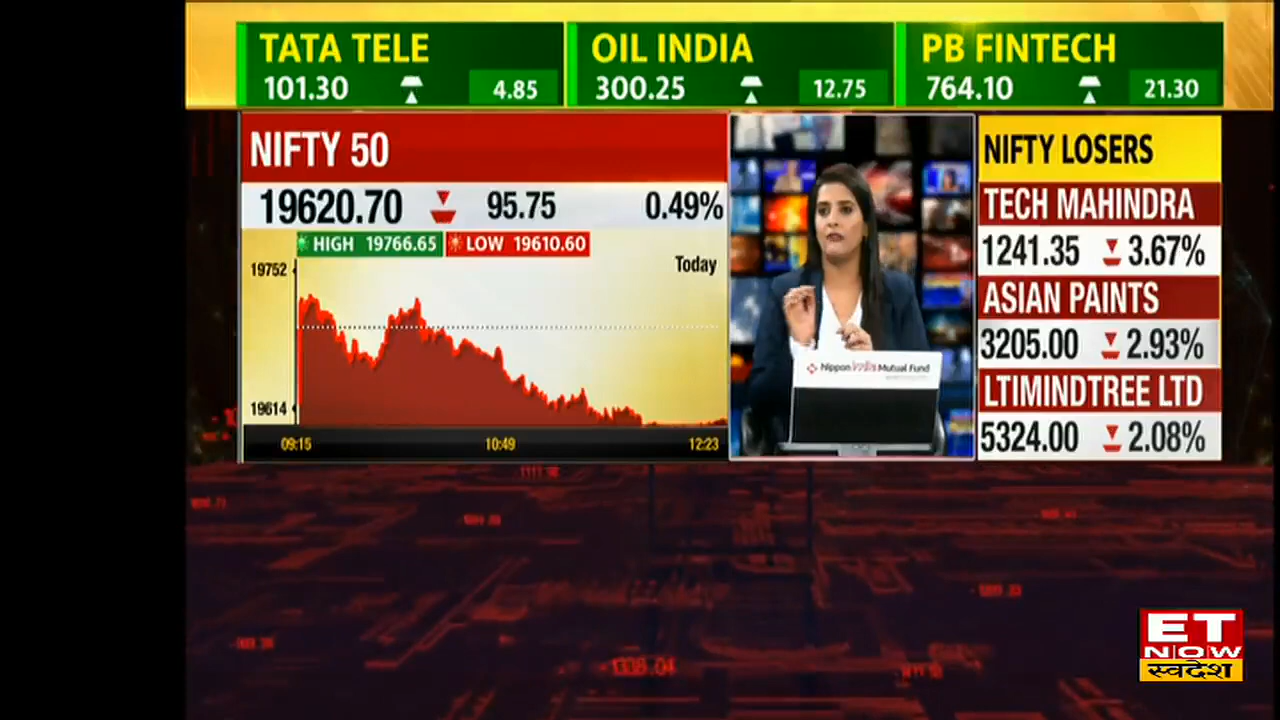 TATA TELE
101.30 4.85
OIL INDIA
300.25 12.75
PB FINTECH
764.10 21.30
NIFTY 50
19620.70 95.75 0.49%
HIGH 19766.65 LOW 19610.60
Today
19752
19614
09:15 10:49 12:23
Nippon India Mutual Fund
NIFTY LOSERS
TECH MAHINDRA
1241.35 3.67%
ASIAN PAINTS
3205.00 2.93%
LTIMINDTREE LTD
5324.00 2.08%
-1338.04
ET
NOW
स्वदेश